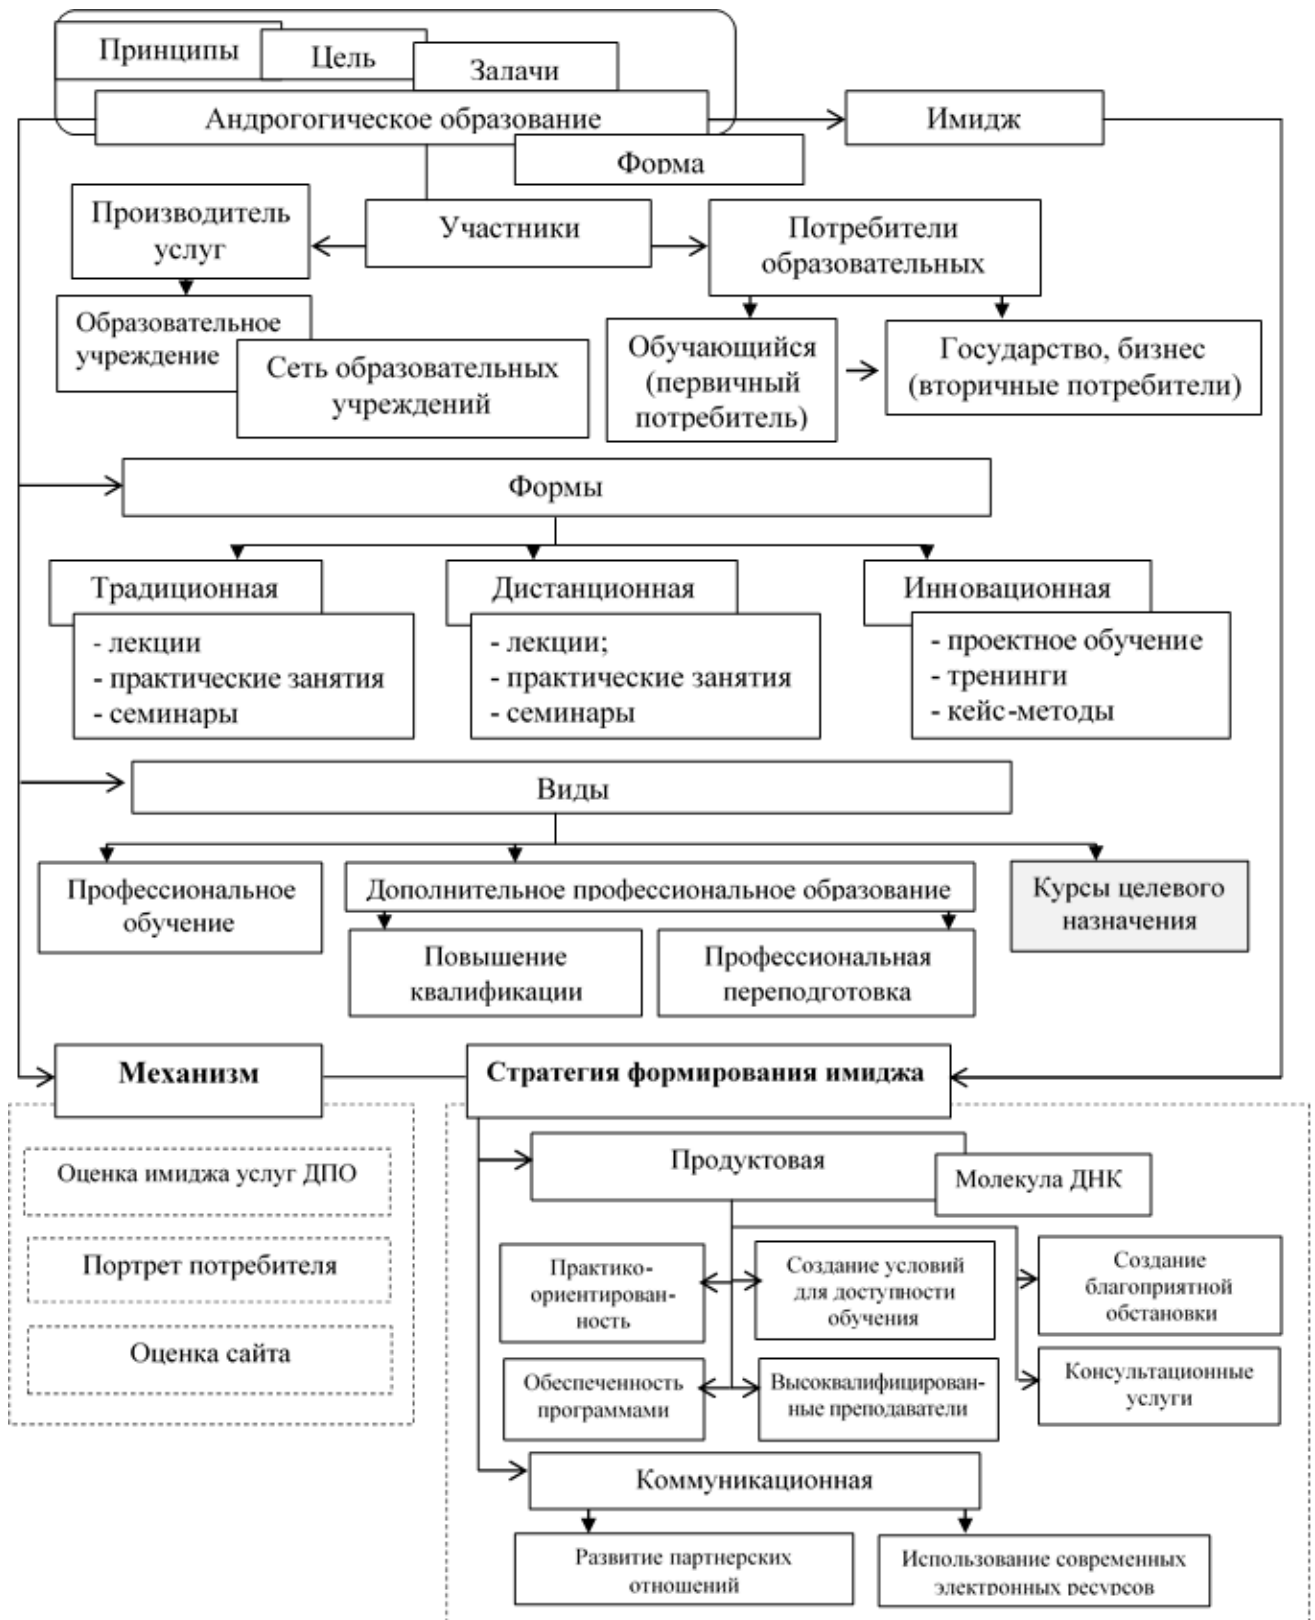 Принципы
Цель
Задачи
Андрогогическое образование
Имидж
Форма
Производитель
услуг
Участники
Потребители
образовательных
Образовательное
учреждение
Сеть образовательных
учреждений
Обучающийся
(первичный
потребитель)
Государство, бизнес
(вторичные потребители)
Формы
Традиционная
- лекции
- практические занятия
- семинары
Дистанционная
- лекции;
- практические занятия
- семинары
Инновационная
- проектное обучение
- тренинги
- кейс-методы
Виды
Профессиональное
обучение
Дополнительное профессиональное образование
Курсы целевого
назначения
Повышение
квалификации
Профессиональная
переподготовка
Механизм
Стратегия формирования имиджа
Оценка имиджа услуг ДПО
Портрет потребителя
Оценка сайта
Продуктовая
Молекула ДНК
Практико-
ориентирован-
ность
Создание условий
для доступности
обучения
Создание
благоприятной
обстановки
Обеспеченность
программами
Высоквалифицирован-
ные преподаватели
Консультационные
услуги
Коммуникационная
Развитие партнерских
отношений
Использование современных
электронных ресурсов